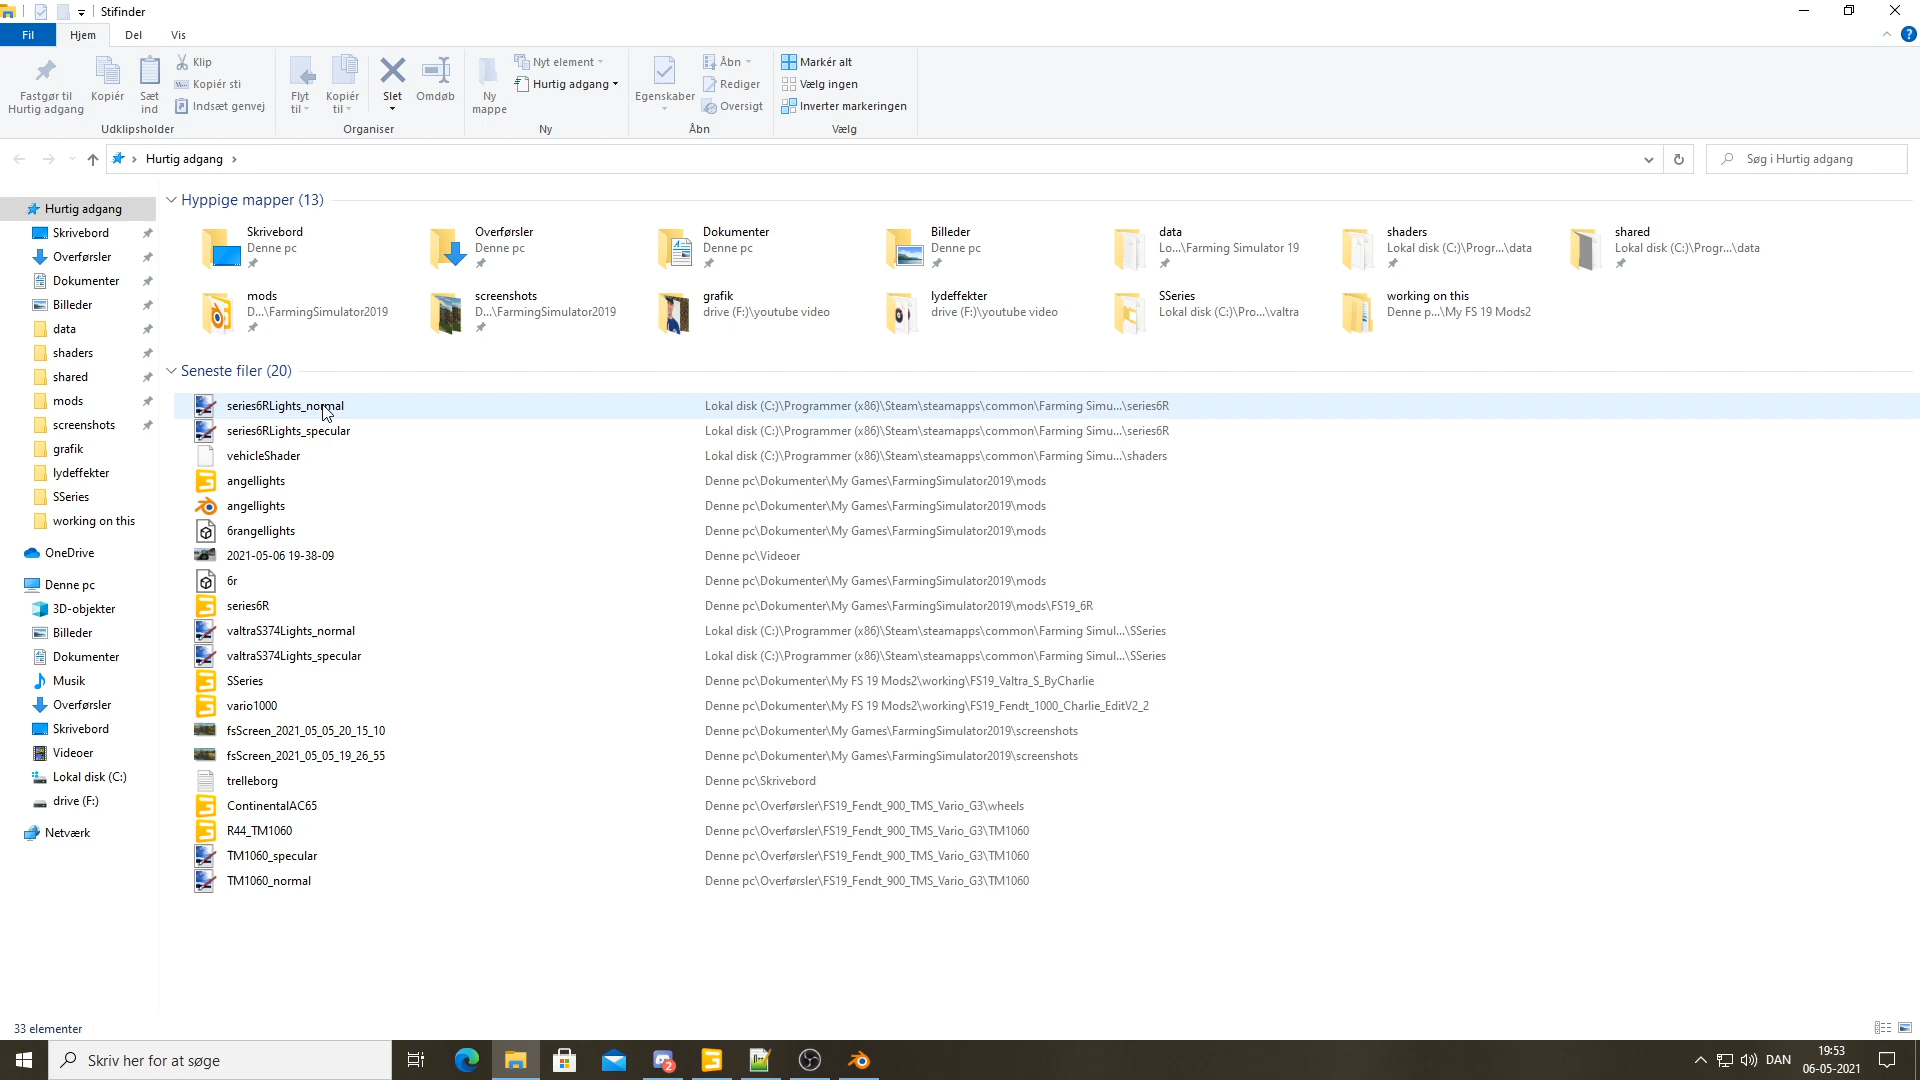 Stifinder
Fil
Hjem
Del
Vis
Fastgør til
Hurtig adgang
Kopiér
Sæt
ind
Klip
Kopiér sti
Indsæt genvej
Udklipsholder
Flyt
til
Kopiér
til
Slet
Omdøb
Organiser
Ny
mappe
Nyt element
Hurtig adgang
Ny
Egenskaber
Åbn
Rediger
Oversigt
Åbn
Markér alt
Vælg ingen
Inverter markeringen
Vælg
Hurtig adgang
Søg i Hurtig adgang
Hurtig adgang
Skrivebord
Overførsler
Dokumenter
Billeder
data
shaders
shared
mods
screenshots
grafik
lydeffekter
SSeries
working on this
OneDrive
Denne pc
3D-objekter
Billeder
Dokumenter
Musik
Overførsler
Skrivebord
Videoer
Lokal disk (C:)
drive (F:)
Netværk
Hyppige mapper (13)
Skrivebord
Denne pc
Overførsler
Denne pc
Dokumenter
Denne pc
Billeder
Denne pc
data
Lo...\Farming Simulator 19
shaders
Lokal disk (C:)\Progr...\data
shared
Lokal disk (C:)\Progr...\data
mods
D...\FarmingSimulator2019
screenshots
D...\FarmingSimulator2019
grafik
drive (F:)\youtube video
lydeffekter
drive (F:)\youtube video
SSeries
Lokal disk (C:)\Pro...\valtra
working on this
Denne p...\My FS 19 Mods2
Seneste filer (20)
series6RLights_normal Lokal disk (C:)\Programmer (x86)\Steam\steamapps\common\Farming Simu...\series6R
series6RLights_specular Lokal disk (C:)\Programmer (x86)\Steam\steamapps\common\Farming Simu...\series6R
vehicleShader Lokal disk (C:)\Programmer (x86)\Steam\steamapps\common\Farming Simu...\shaders
angellights Denne pc\Dokumenter\My Games\FarmingSimulator2019\mods
angellights Denne pc\Dokumenter\My Games\FarmingSimulator2019\mods
6rangellights Denne pc\Dokumenter\My Games\FarmingSimulator2019\mods
2021-05-06 19-38-09 Denne pc\Videoer
6r Denne pc\Dokumenter\My Games\FarmingSimulator2019\mods
series6R Denne pc\Dokumenter\My Games\FarmingSimulator2019\mods\FS19_6R
valtraS374Lights_normal Lokal disk (C:)\Programmer (x86)\Steam\steamapps\common\Farming Simul...\SSeries
valtraS374Lights_specular Lokal disk (C:)\Programmer (x86)\Steam\steamapps\common\Farming Simul...\SSeries
SSeries Denne pc\Dokumenter\My FS 19 Mods2\working\FS19_Valtra_S_ByCharlie
vario1000 Denne pc\Dokumenter\My FS 19 Mods2\working\FS19_Fendt_1000_Charlie_EditV2_2
fsScreen_2021_05_05_20_15_10 Denne pc\Dokumenter\My Games\FarmingSimulator2019\screenshots
fsScreen_2021_05_05_19_26_55 Denne pc\Dokumenter\My Games\FarmingSimulator2019\screenshots
trelleborg Denne pc\Skrivebord
ContinentalAC65 Denne pc\Overførsler\FS19_Fendt_900_TMS_Vario_G3\wheels
R44_TM1060 Denne pc\Overførsler\FS19_Fendt_900_TMS_Vario_G3\TM1060
TM1060_specular Denne pc\Overførsler\FS19_Fendt_900_TMS_Vario_G3\TM1060
TM1060_normal Denne pc\Overførsler\FS19_Fendt_900_TMS_Vario_G3\TM1060
33 elementer
Skriv her for at søge
2
DAN
19:53
06-05-2021